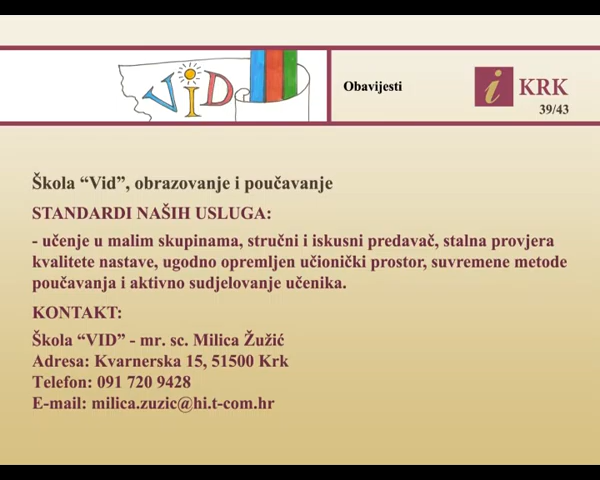 VID
Obavijesti
i KRK
39/43
Škola “Vid”, obrazovanje i poučavanje
STANDARDI NAŠIH USLUGA:
- učenje u malim skupinama, stručni i iskusni predavač, stalna provjera
kvalitete nastave, ugodno opremljen učionički prostor, suvremene metode
poučavanja i aktivno sudjelovanje učenika.
KONTAKT:
Škola “VID” - mr. sc. Milica Žužić
Adresa: Kvarnerska 15, 51500 Krk
Telefon: 091 720 9428
E-mail: milica.zuzic@hi.t-com.hr